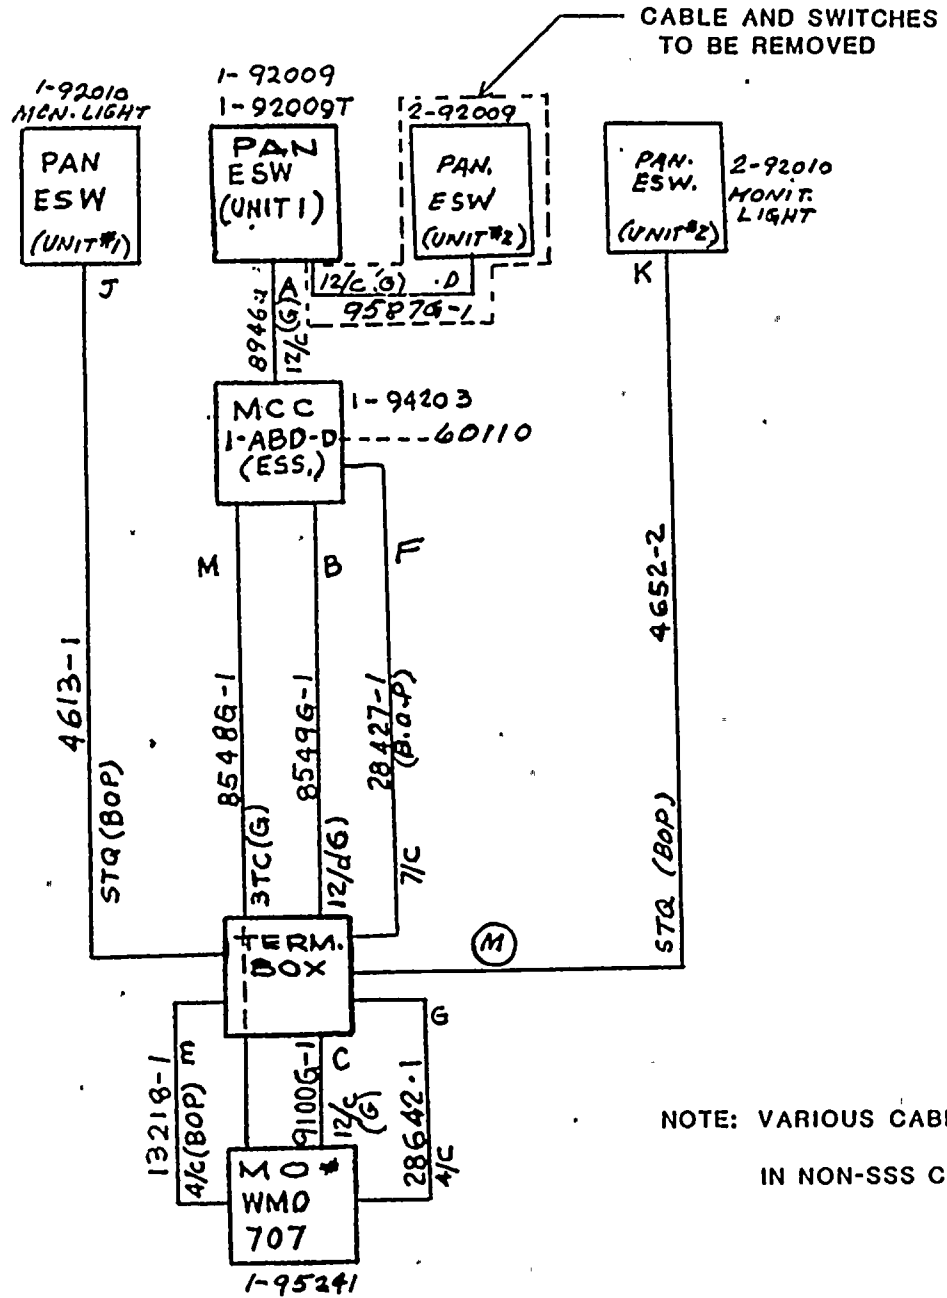 CABLE AND SWITCHES
TO BE REMOVED
1-92010
MCN. LIGHT
1-92009
1-92009T
2-92009
PAN
ESW
(UNIT#1)
PAN
ESW
(UNIT 1)
PAN.
ESW
(UNIT#2)
PAN.
ESW.
(UNIT#2)
2-92010
MONIT.
LIGHT
J
A
12/c (G) .D
9587G-1
K
8946-1
12/c(G)
MCC
1-ABD-D
(ESS.)
1-94203
60110
M
B
F
4613-1
STQ (BOP)
8548G-1
3TC(G)
8549G-1
12/c(G)
28427-1
(B.O.P)
7/C
4652-2
STQ (BOP)
TERM.
BOX
M
G
13218-1
4/c(BOP) m
9100G-1
C
12/c
(G)
28642-1
4/C
MO#
WMO
707
1-95241
NOTE: VARIOUS CABL
IN NON-SSS C